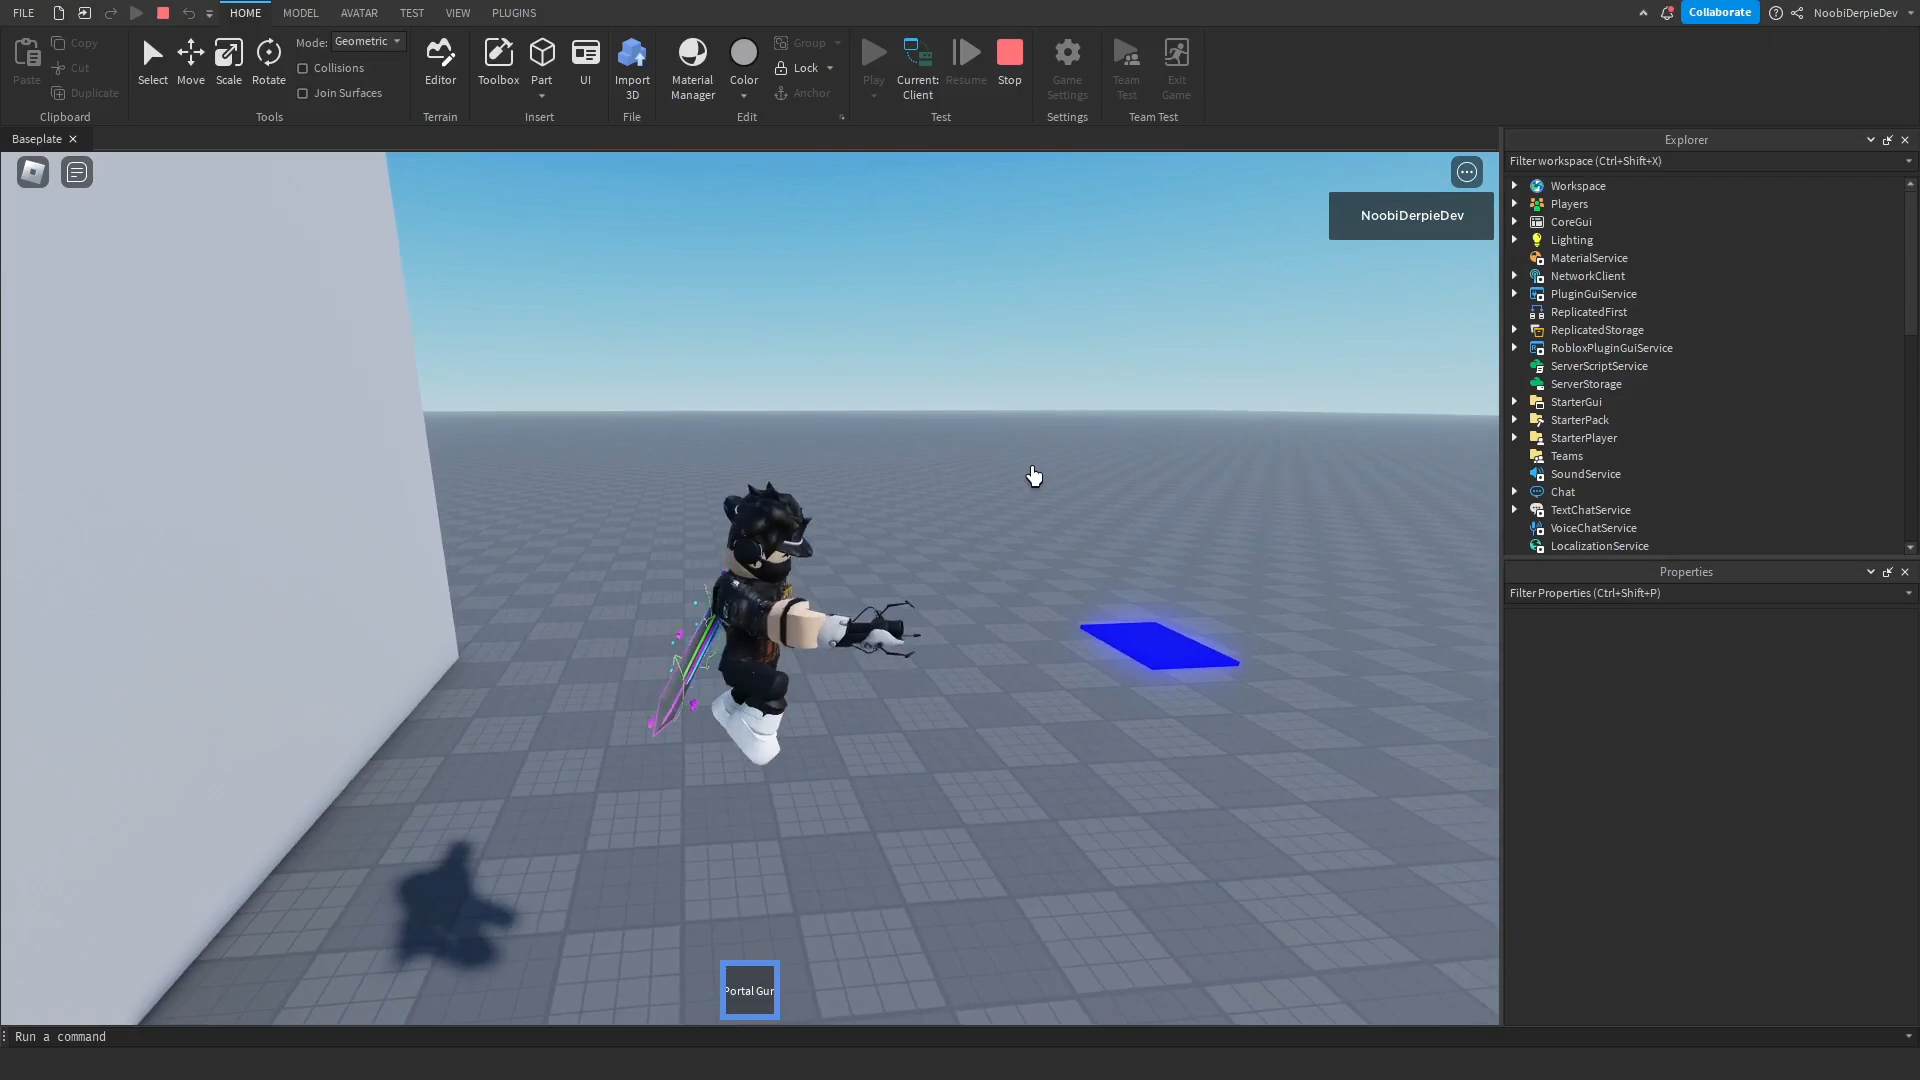 FILE
HOME
MODEL
AVATAR
TEST
VIEW
PLUGINS
Collaborate
NoobiDerpieDev
Paste
Copy
Cut
Duplicate
Clipboard
Select
Move
Scale
Rotate
Mode: Geometric
Collisions
Join Surfaces
Tools
Editor
Terrain
Toolbox
Part
UI
Insert
Import
3D
File
Material
Manager
Color
Group
Lock
Anchor
Edit
Play
Current:
Client
Resume
Stop
Test
Game
Settings
Settings
Team
Test
Exit
Game
Team Test
Baseplate
NoobiDerpieDev
Portal Gun
Explorer
Filter workspace (Ctrl+Shift+X)
Workspace
Players
CoreGui
Lighting
MaterialService
NetworkClient
PluginGuiService
ReplicatedFirst
ReplicatedStorage
RobloxPluginGuiService
ServerScriptService
ServerStorage
StarterGui
StarterPack
StarterPlayer
Teams
SoundService
Chat
TextChatService
VoiceChatService
LocalizationService
Properties
Filter Properties (Ctrl+Shift+P)
Run a command